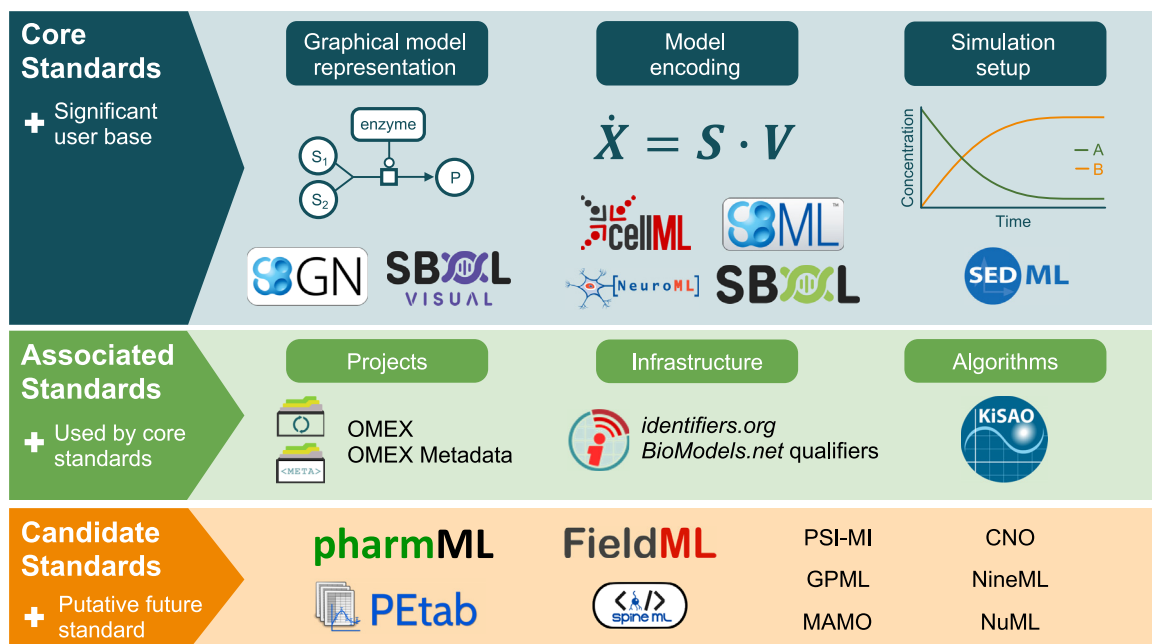 Core
Standards
+ Significant
user base
Graphical model
representation
Model
encoding
Simulation
setup
enzyme
S1
S2
P
Ẋ = S · V
Concentration
A
B
Time
cellML
SBML™
GN
SBOL
VISUAL
[NeuroML]
SBOL
SED ML
Associated
Standards
+ Used by core
standards
Projects
Infrastructure
Algorithms
OMEX
OMEX Metadata
<META>
identifiers.org
BioModels.net qualifiers
KiSAO
Candidate
Standards
+ Putative future
standard
pharmML
FieldML
PSI-MI
CNO
PEtab
</>
spine ml
GPML
NineML
MAMO
NuML